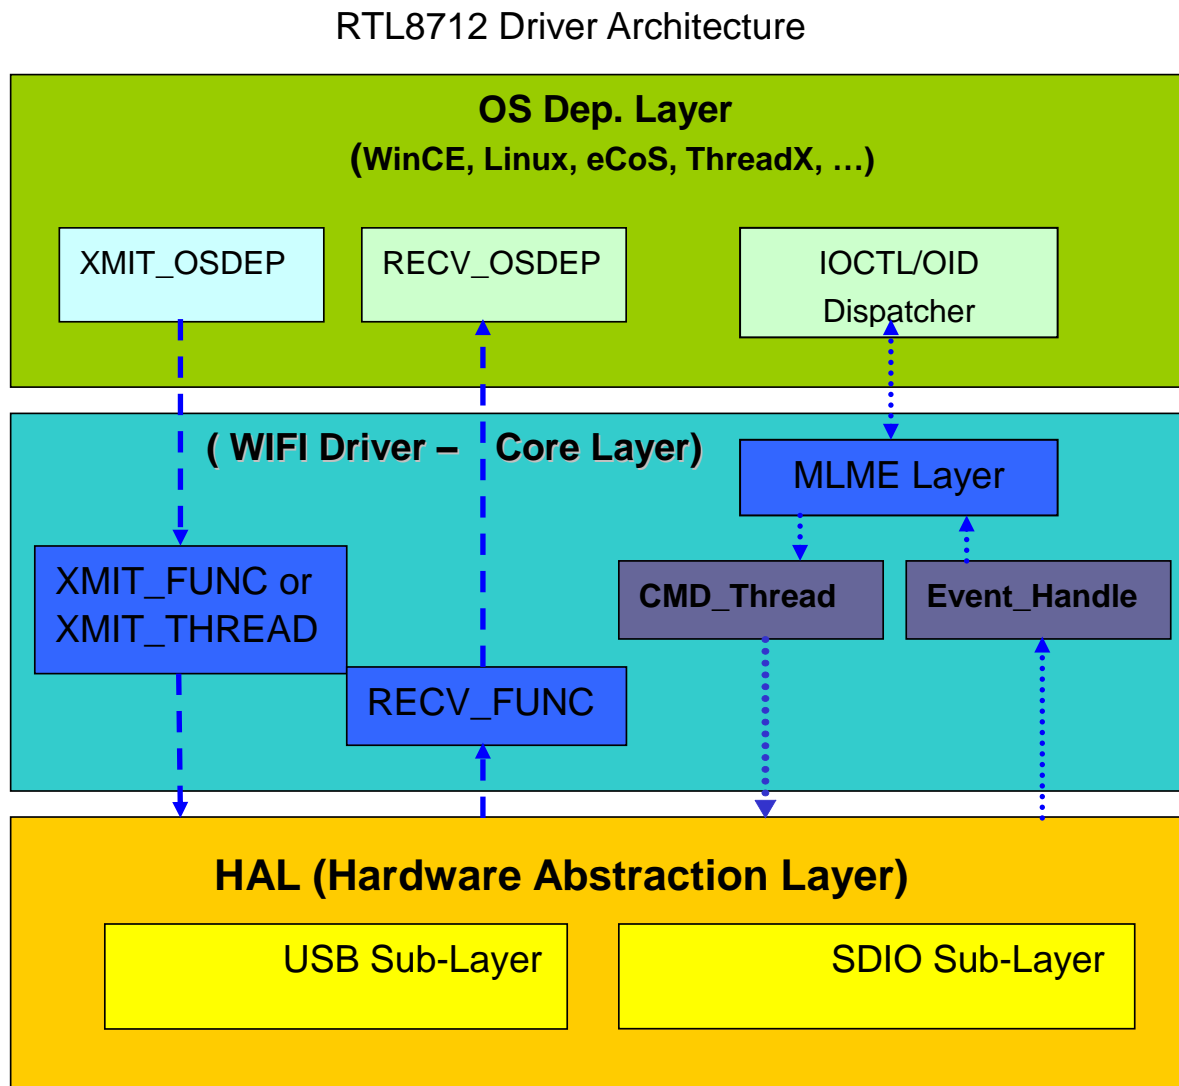 RTL8712 Driver Architecture
OS Dep. Layer
(WinCE, Linux, eCoS, ThreadX, …)
XMIT_OSDEP
RECV_OSDEP
IOCTL/OID
Dispatcher
( WIFI Driver – Core Layer)
MLME Layer
XMIT_FUNC or
XMIT_THREAD
CMD_Thread
Event_Handle
RECV_FUNC
HAL (Hardware Abstraction Layer)
USB Sub-Layer
SDIO Sub-Layer